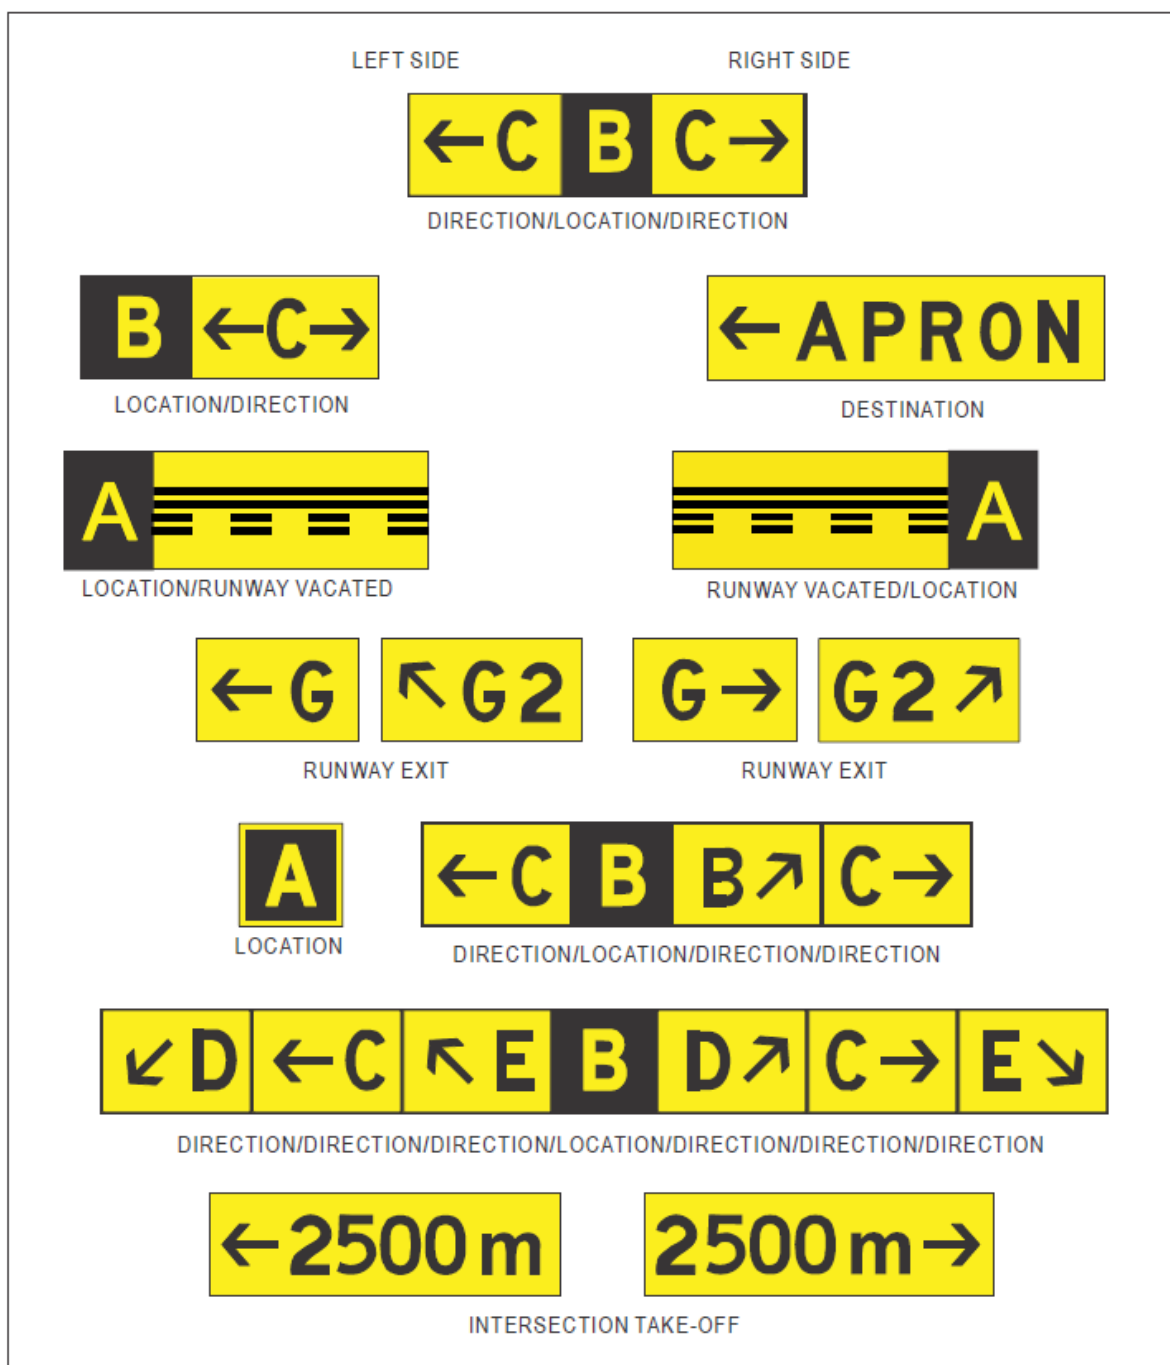 LEFT SIDE RIGHT SIDE
←C B C→
DIRECTION/LOCATION/DIRECTION
B ←C→ ←APRON
LOCATION/DIRECTION DESTINATION
A A
LOCATION/RUNWAY VACATED RUNWAY VACATED/LOCATION
←G ↖G2 G→ G2↗
RUNWAY EXIT RUNWAY EXIT
A ←C B B↗ C→
LOCATION DIRECTION/LOCATION/DIRECTION/DIRECTION
↙D ←C ↖E B D↗ C→ E↘
DIRECTION/DIRECTION/DIRECTION/LOCATION/DIRECTION/DIRECTION/DIRECTION
←2500m 2500m→
INTERSECTION TAKE-OFF